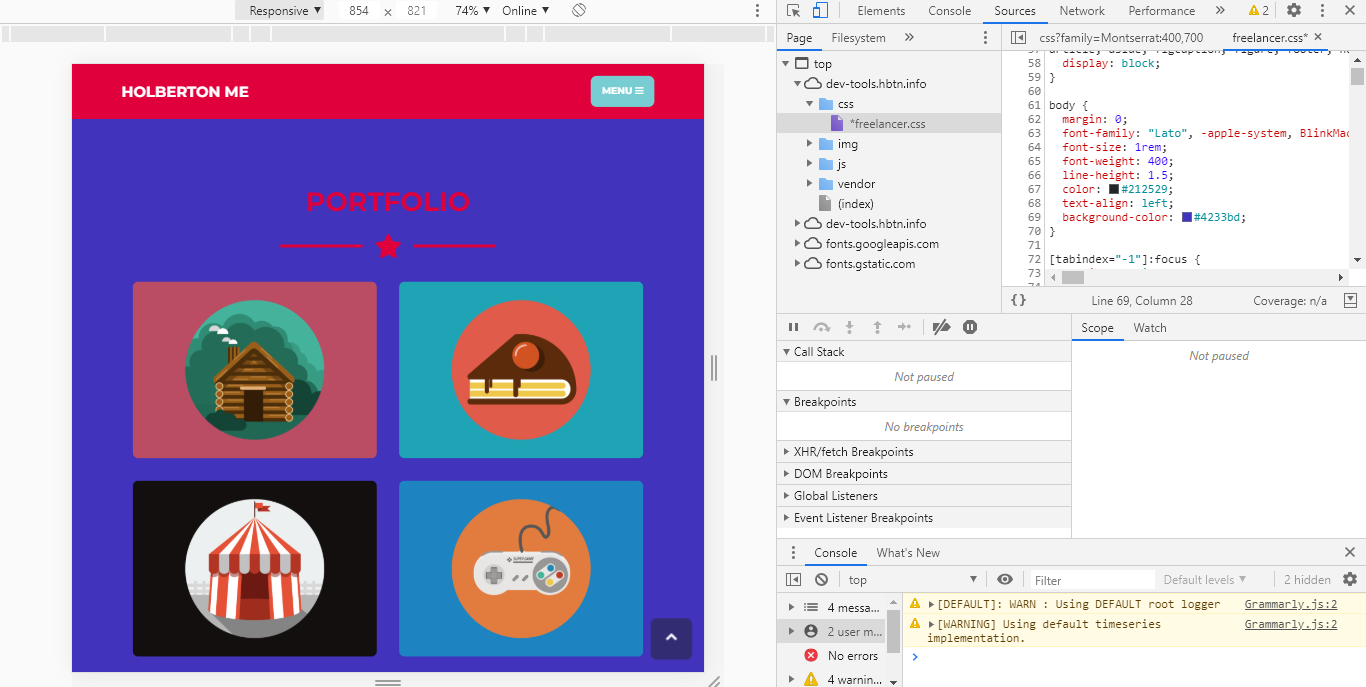 Responsive ▼ 854 × 821 74% ▼ Online ▼
Elements Console Sources Network Performance » 2
Page Filesystem »
css?family=Montserrat:400,700 freelancer.css* ×
HOLBERTON ME
MENU
PORTFOLIO
top
dev-tools.hbtn.info
css
*freelancer.css
img
js
vendor
(index)
dev-tools.hbtn.info
fonts.googleapis.com
fonts.gstatic.com
58 display: block;
59 }
60
61 body {
62 margin: 0;
63 font-family: "Lato", -apple-system, BlinkMac
64 font-size: 1rem;
65 font-weight: 400;
66 line-height: 1.5;
67 color: #212529;
68 text-align: left;
69 background-color: #4233bd;
70 }
71
72 [tabindex="-1"]:focus {
73
{} Line 69, Column 28 Coverage: n/a
Call Stack
Not paused
Breakpoints
No breakpoints
XHR/fetch Breakpoints
DOM Breakpoints
Global Listeners
Event Listener Breakpoints
Scope Watch
Not paused
Console What's New
top ▼ Filter Default levels ▼ 2 hidden
4 messa...
2 user m...
No errors
4 warnin...
[DEFAULT]: WARN : Using DEFAULT root logger Grammarly.js:2
[WARNING] Using default timeseries Grammarly.js:2
implementation.